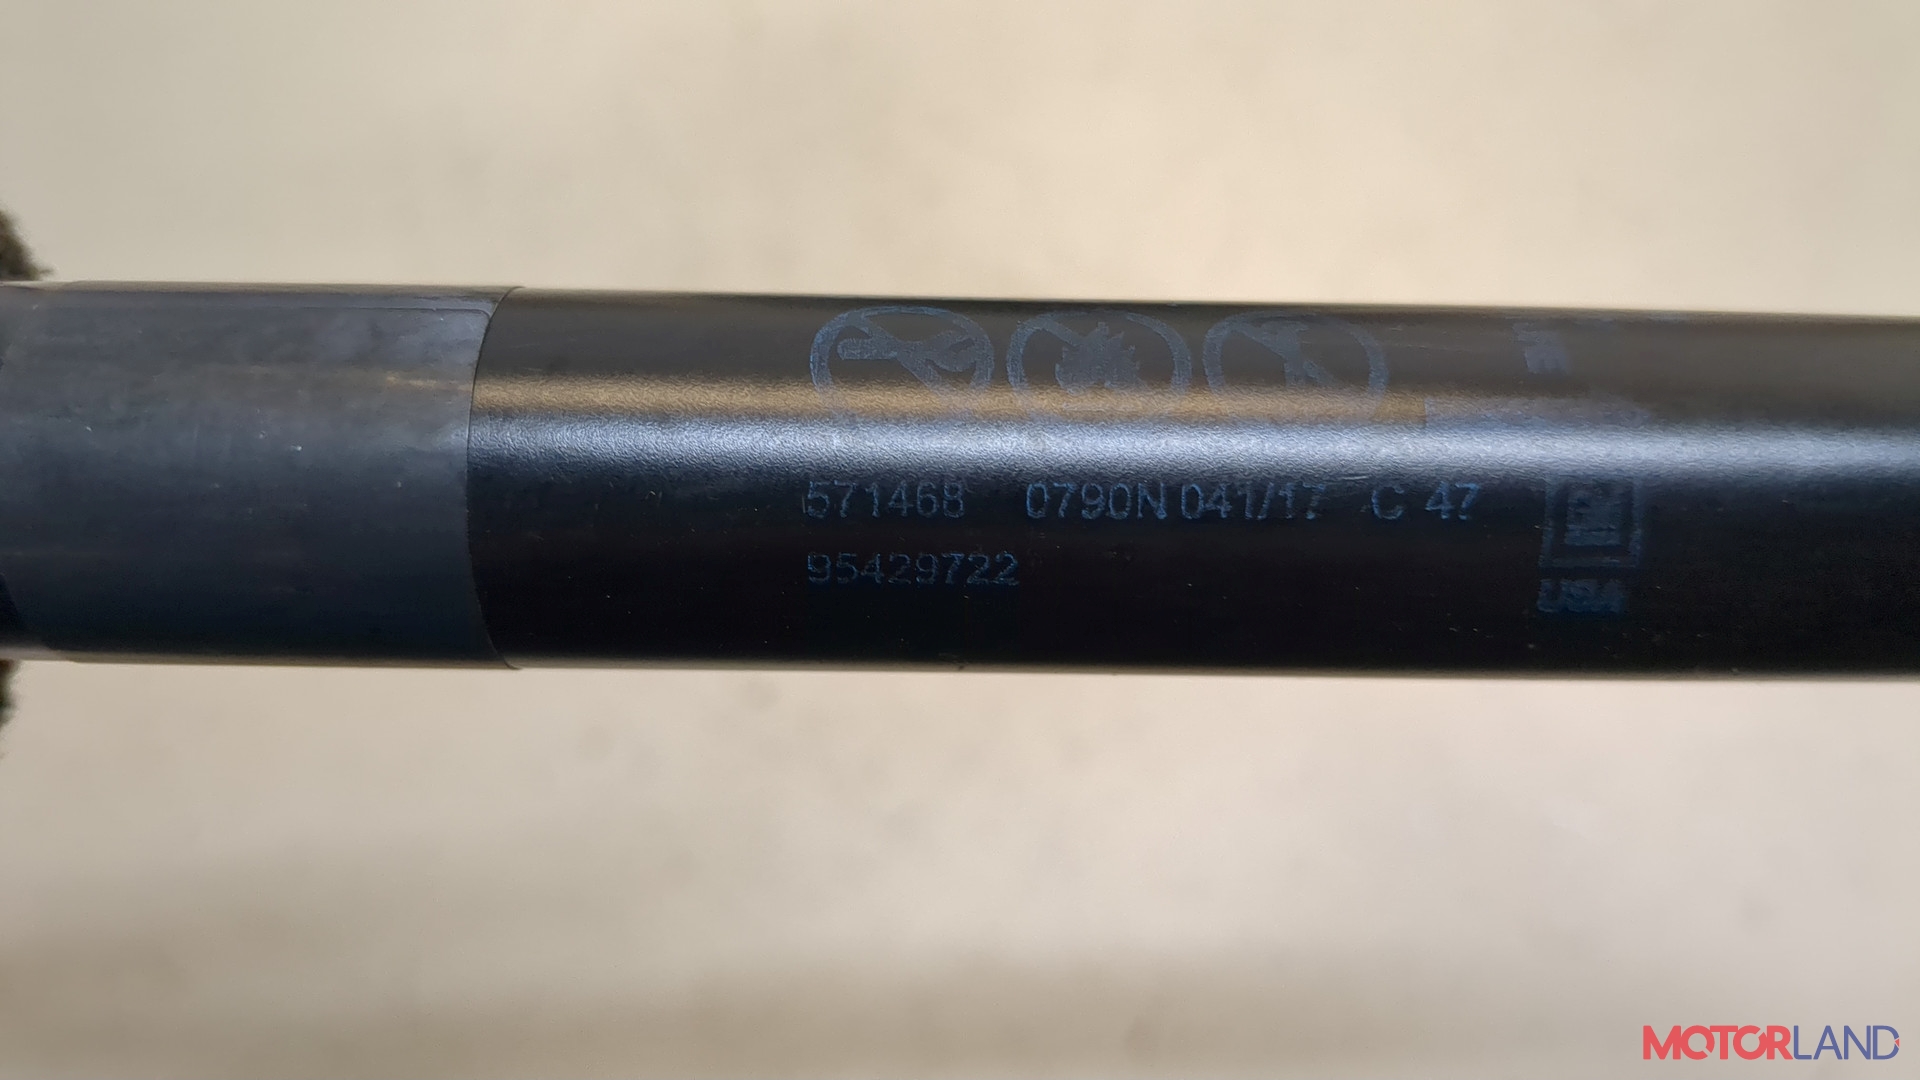 571468 0790N 041/17 C 47
95429722
USA
MOTORLAND